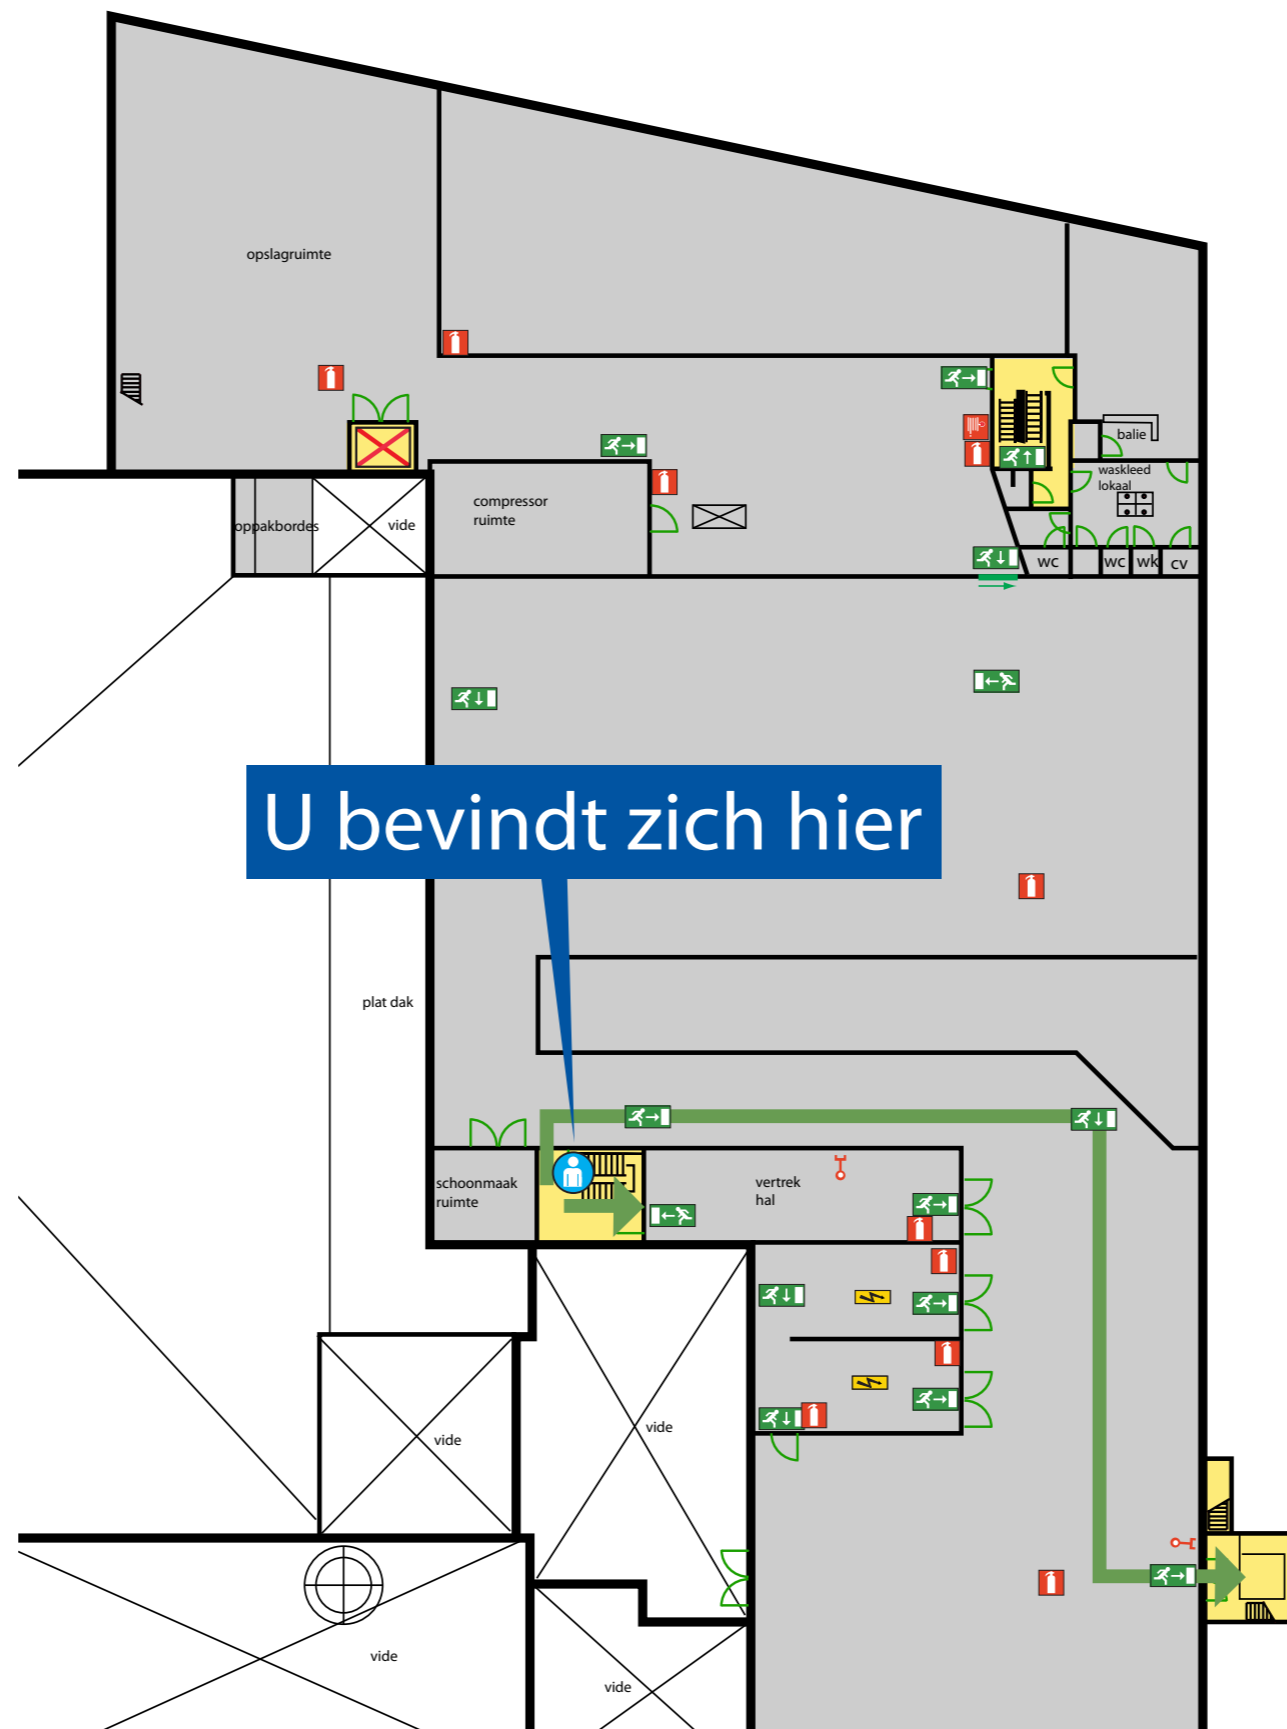 opslagruimte
balie
waskleed
lokaal
compressor
ruimte
oppakbordes
vide
wc
wc
wk
cv
U bevindt zich hier
plat dak
schoonmaak
ruimte
vertrek
hal
vide
vide
vide
vide